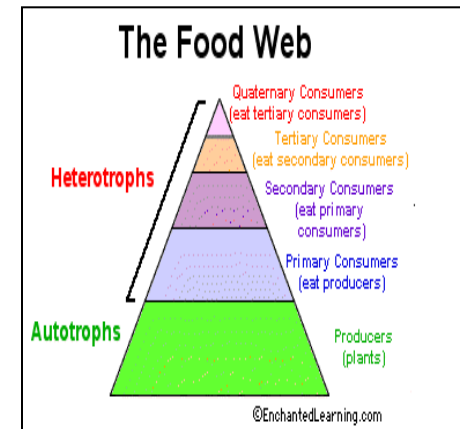 The Food Web
Quaternary Consumers
(eat tertiary consumers)
Tertiary Consumers
(eat secondary consumers)
Heterotrophs
Secondary Consumers
(eat primary
consumers)
Primary Consumers
(eat producers)
Autotrophs
Producers
(plants)
©EnchantedLearning.com